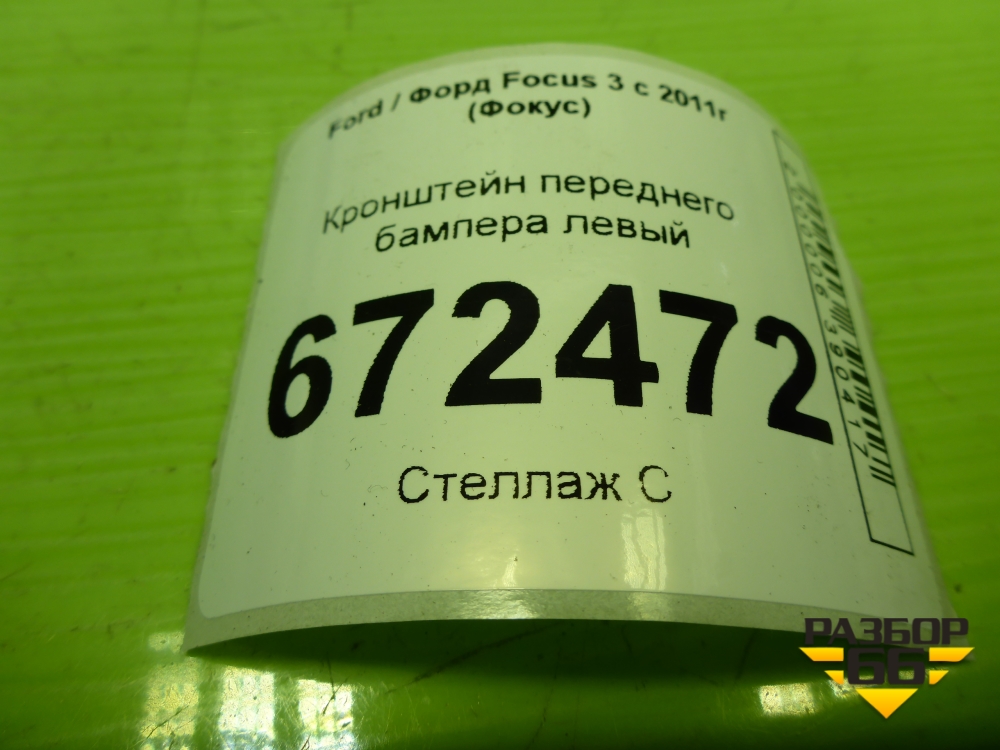 Ford / Форд Focus 3 с 2011г
(Фокус)
Кронштейн переднего
бампера левый
672472
Стеллаж С
РАЗБОР
66